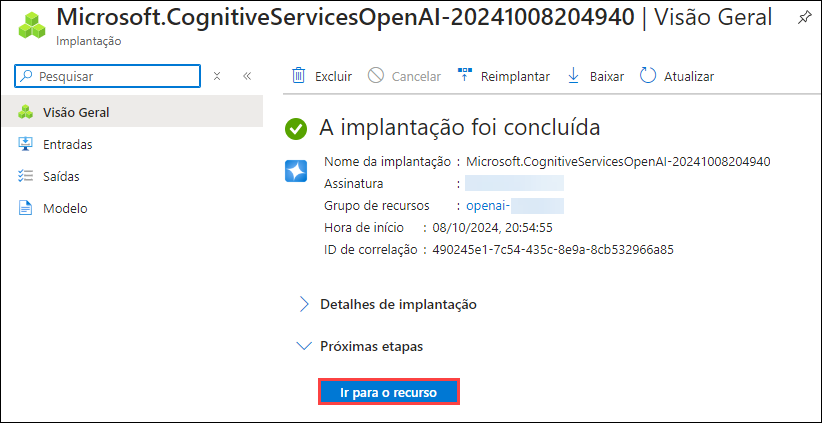 Microsoft.CognitiveServicesOpenAI-20241008204940 | Visão Geral
Implantação
Pesquisar
Excluir Cancelar Reimplantar Baixar Atualizar
Visão Geral
Entradas
Saídas
Modelo
A implantação foi concluída
Nome da implantação : Microsoft.CognitiveServicesOpenAI-20241008204940
Assinatura :
Grupo de recursos : openai-
Hora de início : 08/10/2024, 20:54:55
ID de correlação : 490245e1-7c54-435c-8e9a-8cb532966a85
Detalhes de implantação
Próximas etapas
Ir para o recurso